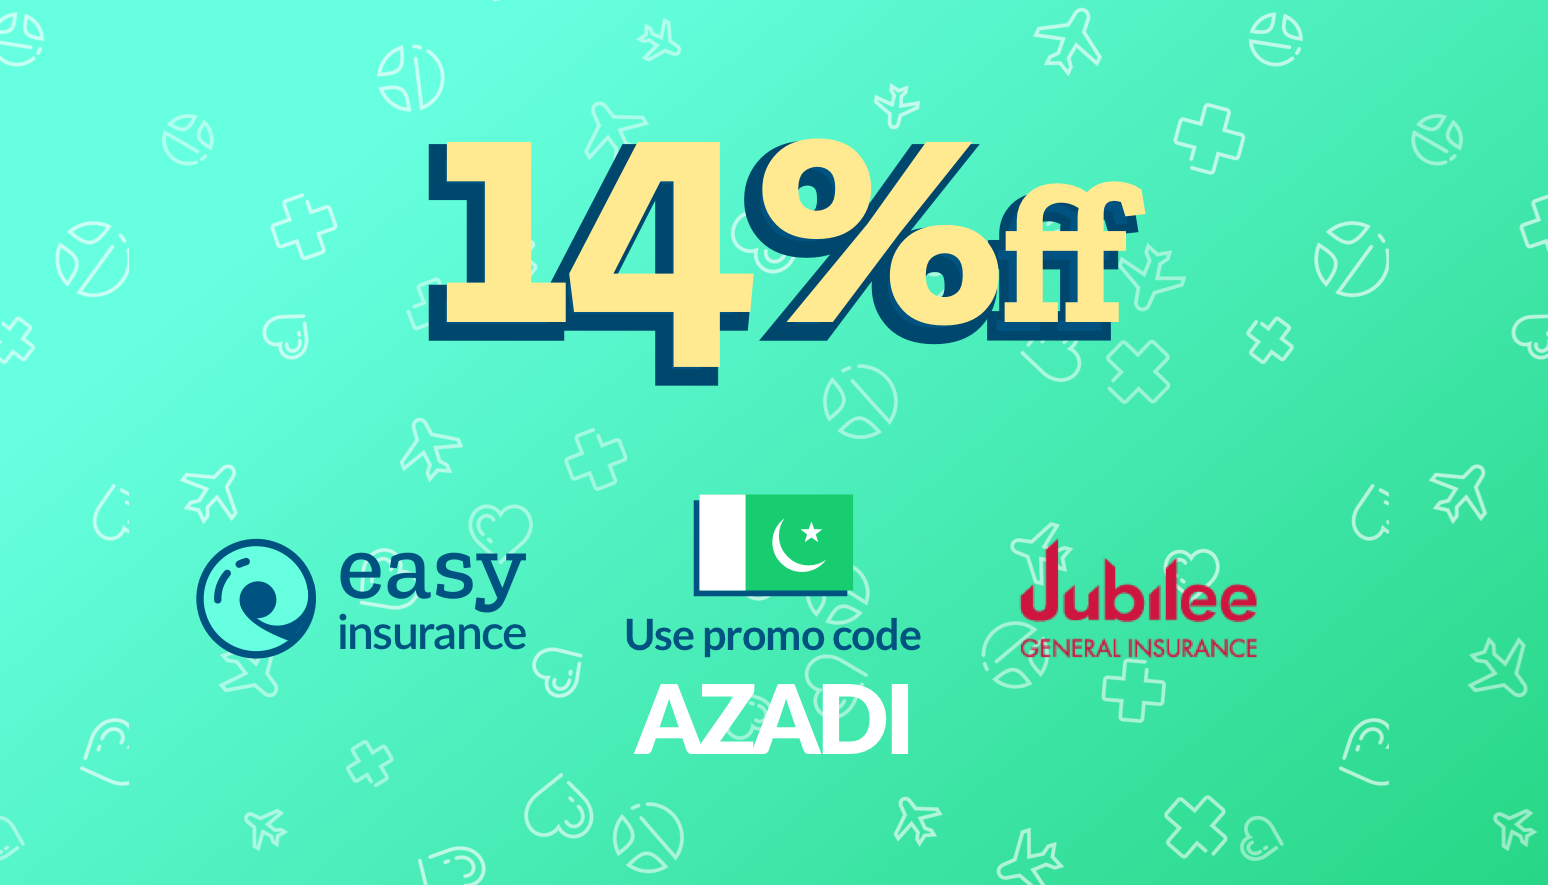 14%off
easy
insurance
Use promo code
AZADI
Jubilee
GENERAL INSURANCE